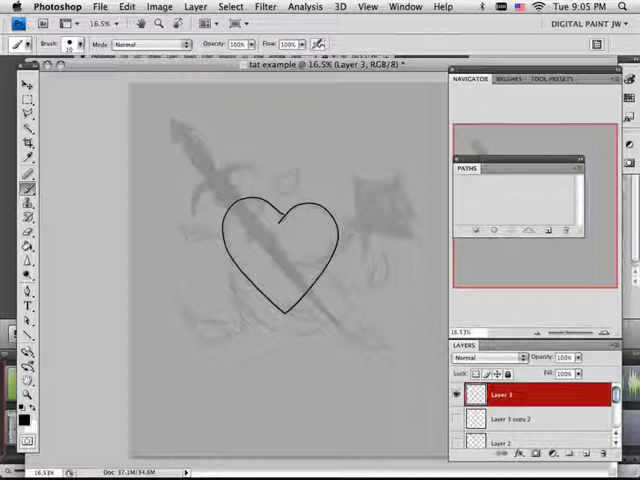 Photoshop File Edit Image Layer Select Filter Analysis 3D View Window Help Tue 9:05 PM
16.5% DIGITAL PAINT JW
Brush: 10 Mode: Normal Opacity: 100% Flow: 100%
tat example @ 16.5% (Layer 3, RGB/8) *
NAVIGATOR BRUSHES TOOL PRESETS
PATHS
16.53%
LAYERS
Normal Opacity: 100%
Lock: Fill: 100%
Layer 3
Layer 3 copy 2
Layer 2
16.53% Doc: 37.1M/34.6M